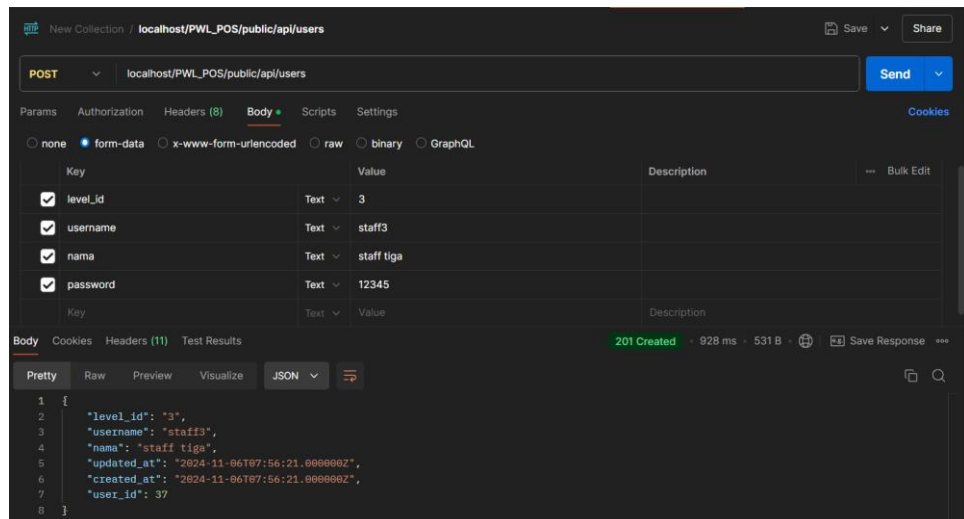 HTTP New Collection / localhost/PWL_POS/public/api/users Save Share
POST localhost/PWL_POS/public/api/users Send
Params Authorization Headers (8) Body Scripts Settings Cookies
none form-data x-www-form-urlencoded raw binary GraphQL
Key Value Description Bulk Edit
level_id Text 3
username Text staff3
nama Text staff tiga
password Text 12345
Key Text Value Description
Body Cookies Headers (11) Test Results 201 Created 928 ms 531 B Save Response
Pretty Raw Preview Visualize JSON
1 {
2 "level_id": "3",
3 "username": "staff3",
4 "nama": "staff tiga",
5 "updated_at": "2024-11-06T07:56:21.000000Z",
6 "created_at": "2024-11-06T07:56:21.000000Z",
7 "user_id": 37
8 }